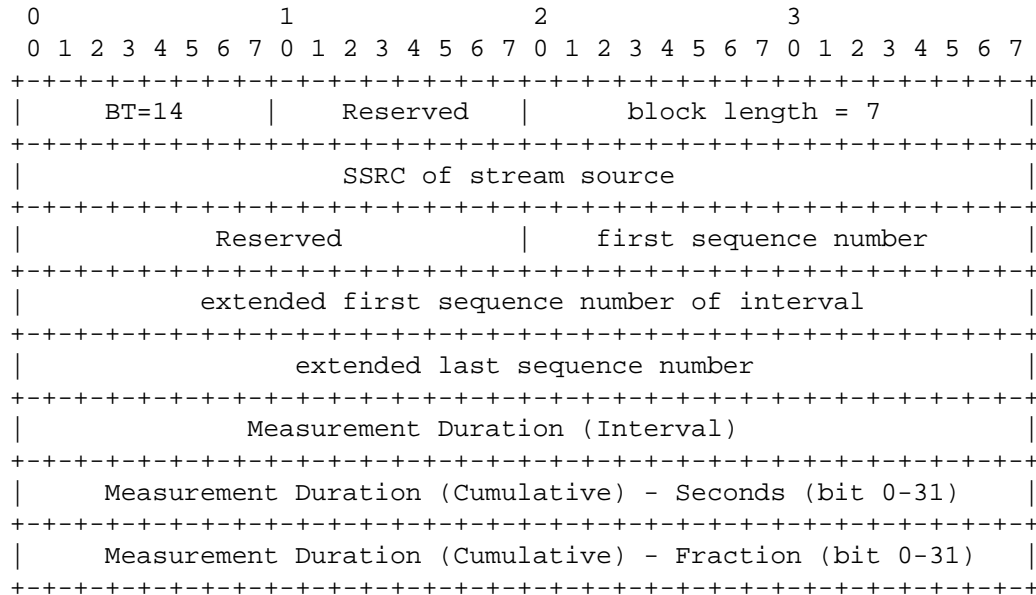 0               1               2               3
0 1 2 3 4 5 6 7 0 1 2 3 4 5 6 7 0 1 2 3 4 5 6 7 0 1 2 3 4 5 6 7
+-+-+-+-+-+-+-+-+-+-+-+-+-+-+-+-+-+-+-+-+-+-+-+-+-+-+-+-+-+-+-+-+
|     BT=14     |    Reserved   |      block length = 7         |
+-+-+-+-+-+-+-+-+-+-+-+-+-+-+-+-+-+-+-+-+-+-+-+-+-+-+-+-+-+-+-+-+
|                    SSRC of stream source                      |
+-+-+-+-+-+-+-+-+-+-+-+-+-+-+-+-+-+-+-+-+-+-+-+-+-+-+-+-+-+-+-+-+
|            Reserved           |    first sequence number      |
+-+-+-+-+-+-+-+-+-+-+-+-+-+-+-+-+-+-+-+-+-+-+-+-+-+-+-+-+-+-+-+-+
|           extended first sequence number of interval          |
+-+-+-+-+-+-+-+-+-+-+-+-+-+-+-+-+-+-+-+-+-+-+-+-+-+-+-+-+-+-+-+-+
|                 extended last sequence number                 |
+-+-+-+-+-+-+-+-+-+-+-+-+-+-+-+-+-+-+-+-+-+-+-+-+-+-+-+-+-+-+-+-+
|              Measurement Duration (Interval)                  |
+-+-+-+-+-+-+-+-+-+-+-+-+-+-+-+-+-+-+-+-+-+-+-+-+-+-+-+-+-+-+-+-+
|     Measurement Duration (Cumulative) - Seconds (bit 0-31)    |
+-+-+-+-+-+-+-+-+-+-+-+-+-+-+-+-+-+-+-+-+-+-+-+-+-+-+-+-+-+-+-+-+
|     Measurement Duration (Cumulative) - Fraction (bit 0-31)   |
+-+-+-+-+-+-+-+-+-+-+-+-+-+-+-+-+-+-+-+-+-+-+-+-+-+-+-+-+-+-+-+-+